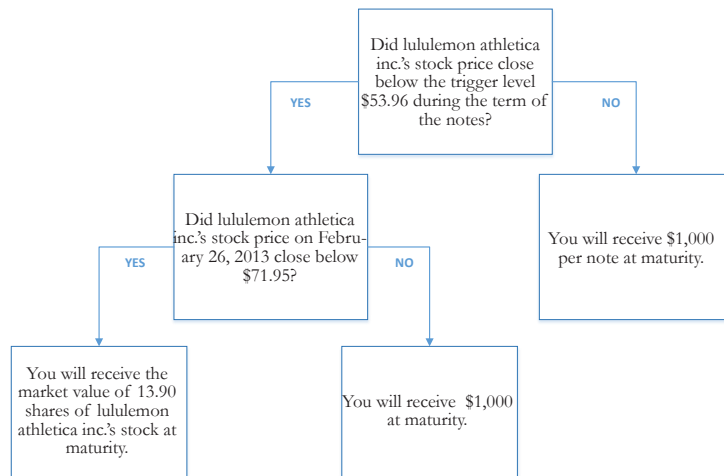 Did lululemon athletica
inc.'s stock price close
below the trigger level
$53.96 during the term of
the notes?
YES
NO
Did lululemon athletica
inc.'s stock price on Febru-
ary 26, 2013 close below
$71.95?
You will receive $1,000
per note at maturity.
YES
NO
You will receive the
market value of 13.90
shares of lululemon
athletica inc.'s stock at
maturity.
You will receive $1,000
at maturity.